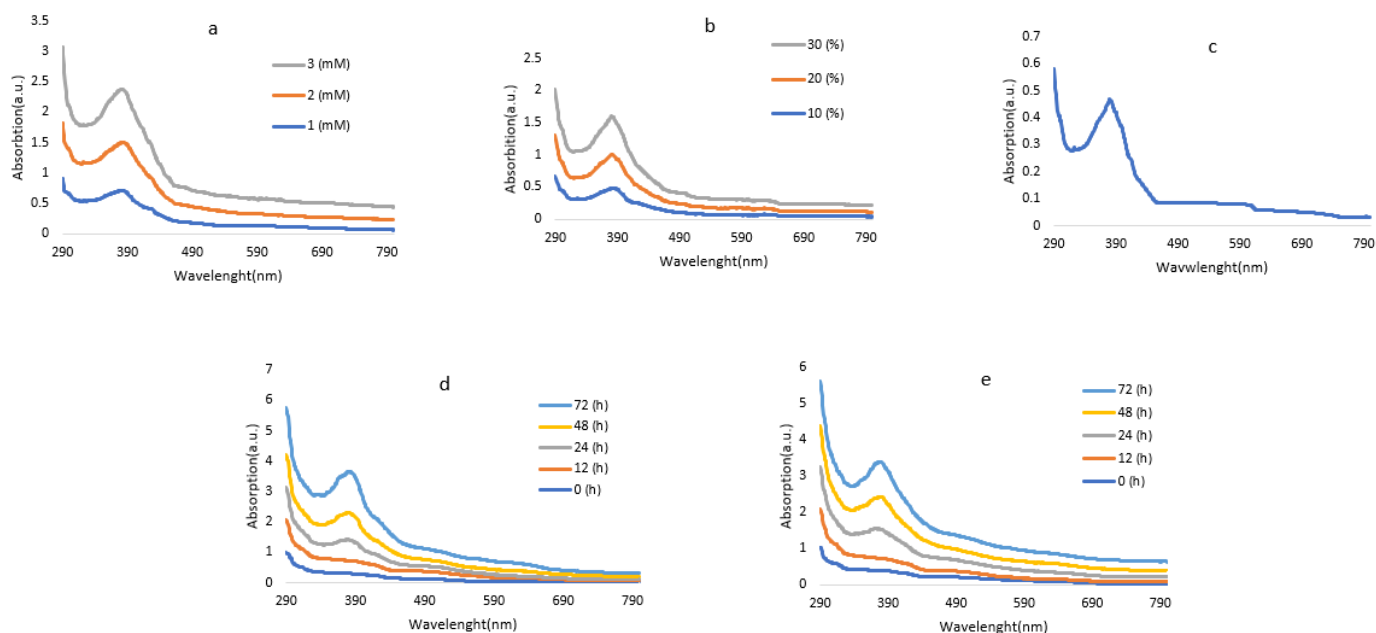 a
3.5
3
2.5
2
1.5
1
0.5
0
Absorbtion(a.u.)
290 390 490 590 690 790
Wavelenght(nm)
3 (mM)
2 (mM)
1 (mM)
b
2.5
2
1.5
1
0.5
0
Absorbition(a.u.)
290 390 490 590 690 790
Wavelenght(nm)
30 (%)
20 (%)
10 (%)
c
0.7
0.6
0.5
0.4
0.3
0.2
0.1
0
Absorption(a.u.)
290 390 490 590 690 790
Wavwlenght(nm)
d
7
6
5
4
3
2
1
0
Absorption(a.u.)
290 390 490 590 690 790
Wavelenght(nm)
72 (h)
48 (h)
24 (h)
12 (h)
0 (h)
e
6
5
4
3
2
1
0
Absorption(a.u.)
290 390 490 590 690 790
Wavelenght(nm)
72 (h)
48 (h)
24 (h)
12 (h)
0 (h)